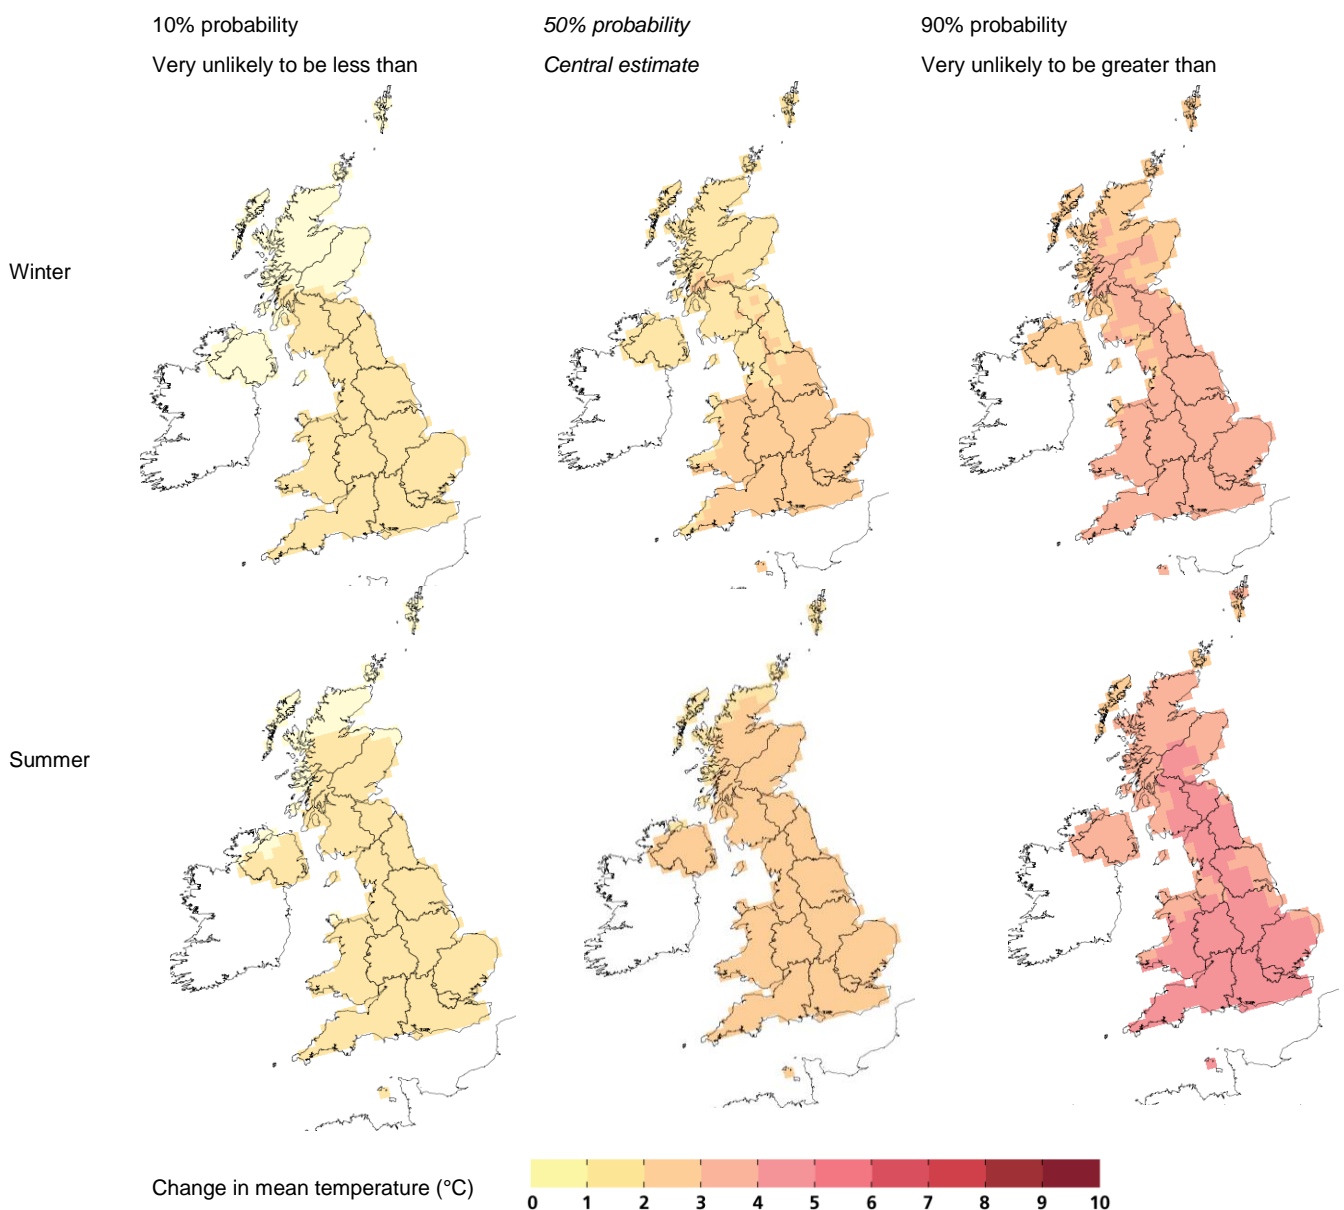 10% probability
50% probability
90% probability
Very unlikely to be less than
Central estimate
Very unlikely to be greater than
Winter
Summer
Change in mean temperature (°C)
0 1 2 3 4 5 6 7 8 9 10